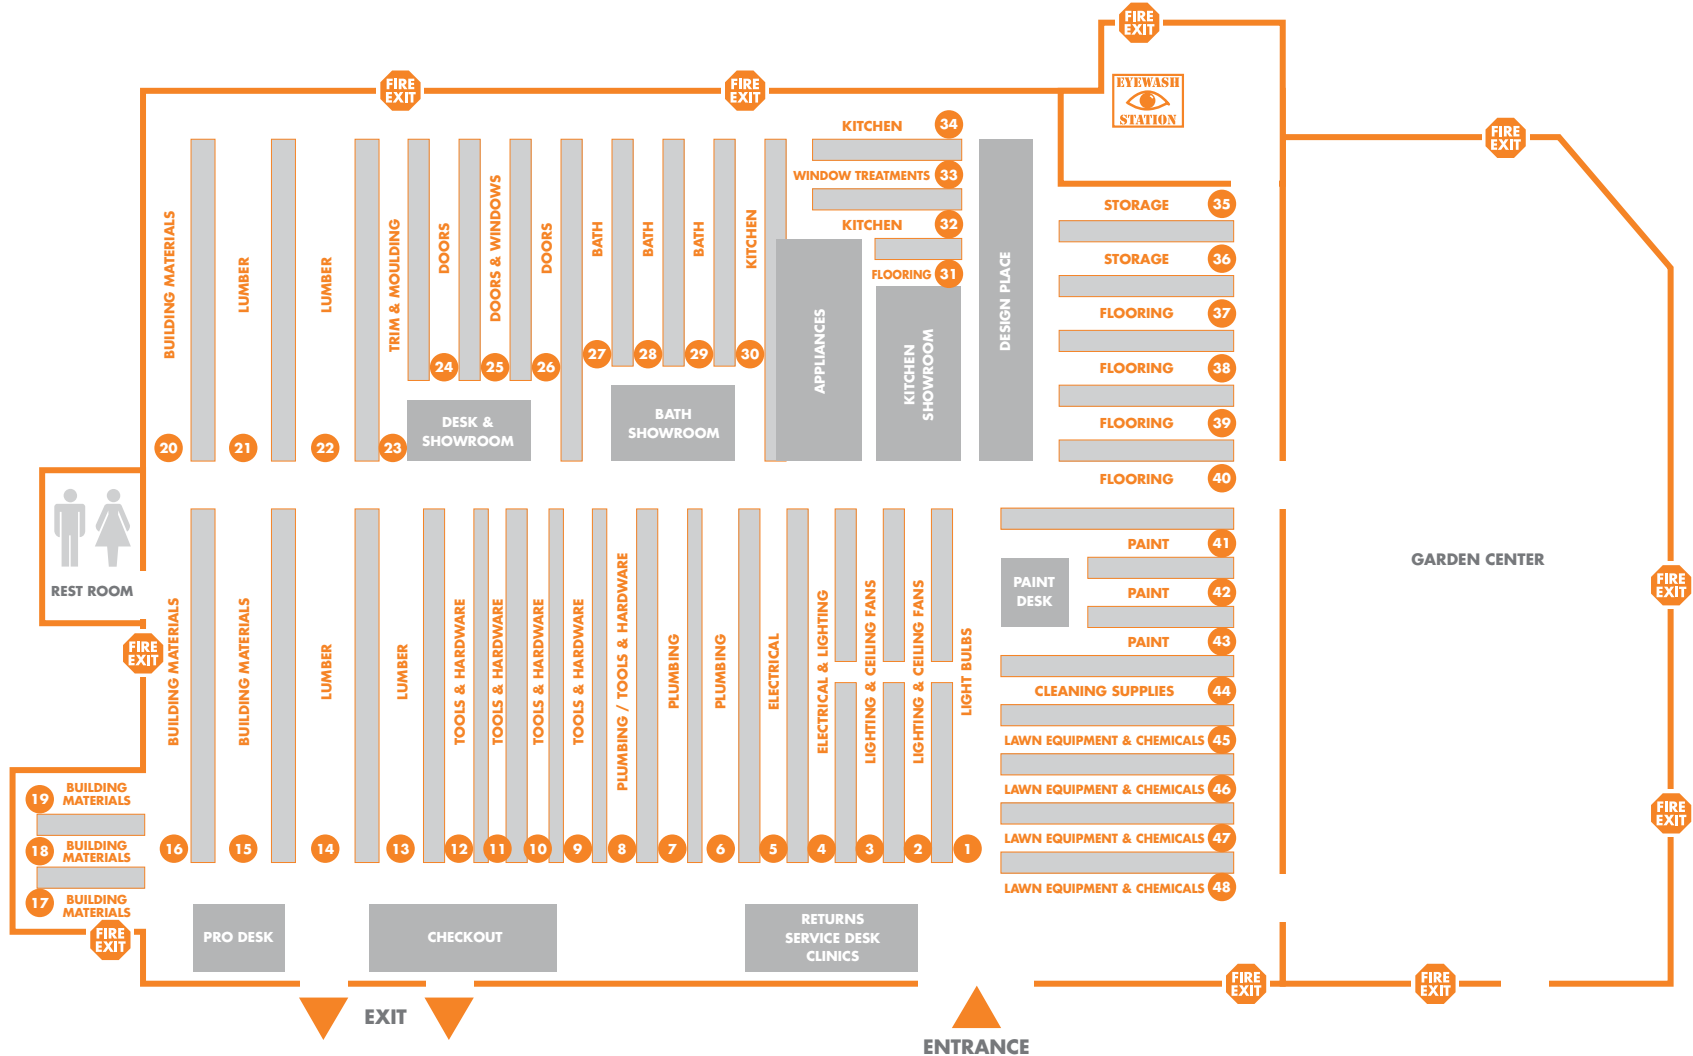 FIRE
EXIT
EYEWASH
STATION
FIRE
EXIT
FIRE
EXIT
FIRE
EXIT
KITCHEN 34
WINDOW TREATMENTS 33
KITCHEN 32
FLOORING 31
BUILDING MATERIALS
LUMBER
LUMBER
TRIM & MOULDING
DOORS
DOORS & WINDOWS
DOORS
BATH
BATH
BATH
KITCHEN
20
21
22
23
24
25
26
27
28
29
30
DESK &
SHOWROOM
BATH
SHOWROOM
APPLIANCES
KITCHEN
SHOWROOM
DESIGN PLACE
STORAGE 35
STORAGE 36
FLOORING 37
FLOORING 38
FLOORING 39
FLOORING 40
PAINT 41
PAINT 42
PAINT 43
PAINT
DESK
CLEANING SUPPLIES 44
LAWN EQUIPMENT & CHEMICALS 45
LAWN EQUIPMENT & CHEMICALS 46
LAWN EQUIPMENT & CHEMICALS 47
LAWN EQUIPMENT & CHEMICALS 48
GARDEN CENTER
FIRE
EXIT
FIRE
EXIT
REST ROOM
FIRE
EXIT
BUILDING MATERIALS
BUILDING MATERIALS
LUMBER
LUMBER
TOOLS & HARDWARE
TOOLS & HARDWARE
TOOLS & HARDWARE
TOOLS & HARDWARE
PLUMBING / TOOLS & HARDWARE
PLUMBING
PLUMBING
ELECTRICAL
ELECTRICAL & LIGHTING
LIGHTING & CEILING FANS
LIGHTING & CEILING FANS
LIGHT BULBS
16
15
14
13
12
11
10
9
8
7
6
5
4
3
2
1
19 BUILDING
MATERIALS
18 BUILDING
MATERIALS
17 BUILDING
MATERIALS
FIRE
EXIT
PRO DESK
CHECKOUT
RETURNS
SERVICE DESK
CLINICS
FIRE
EXIT
FIRE
EXIT
EXIT
ENTRANCE